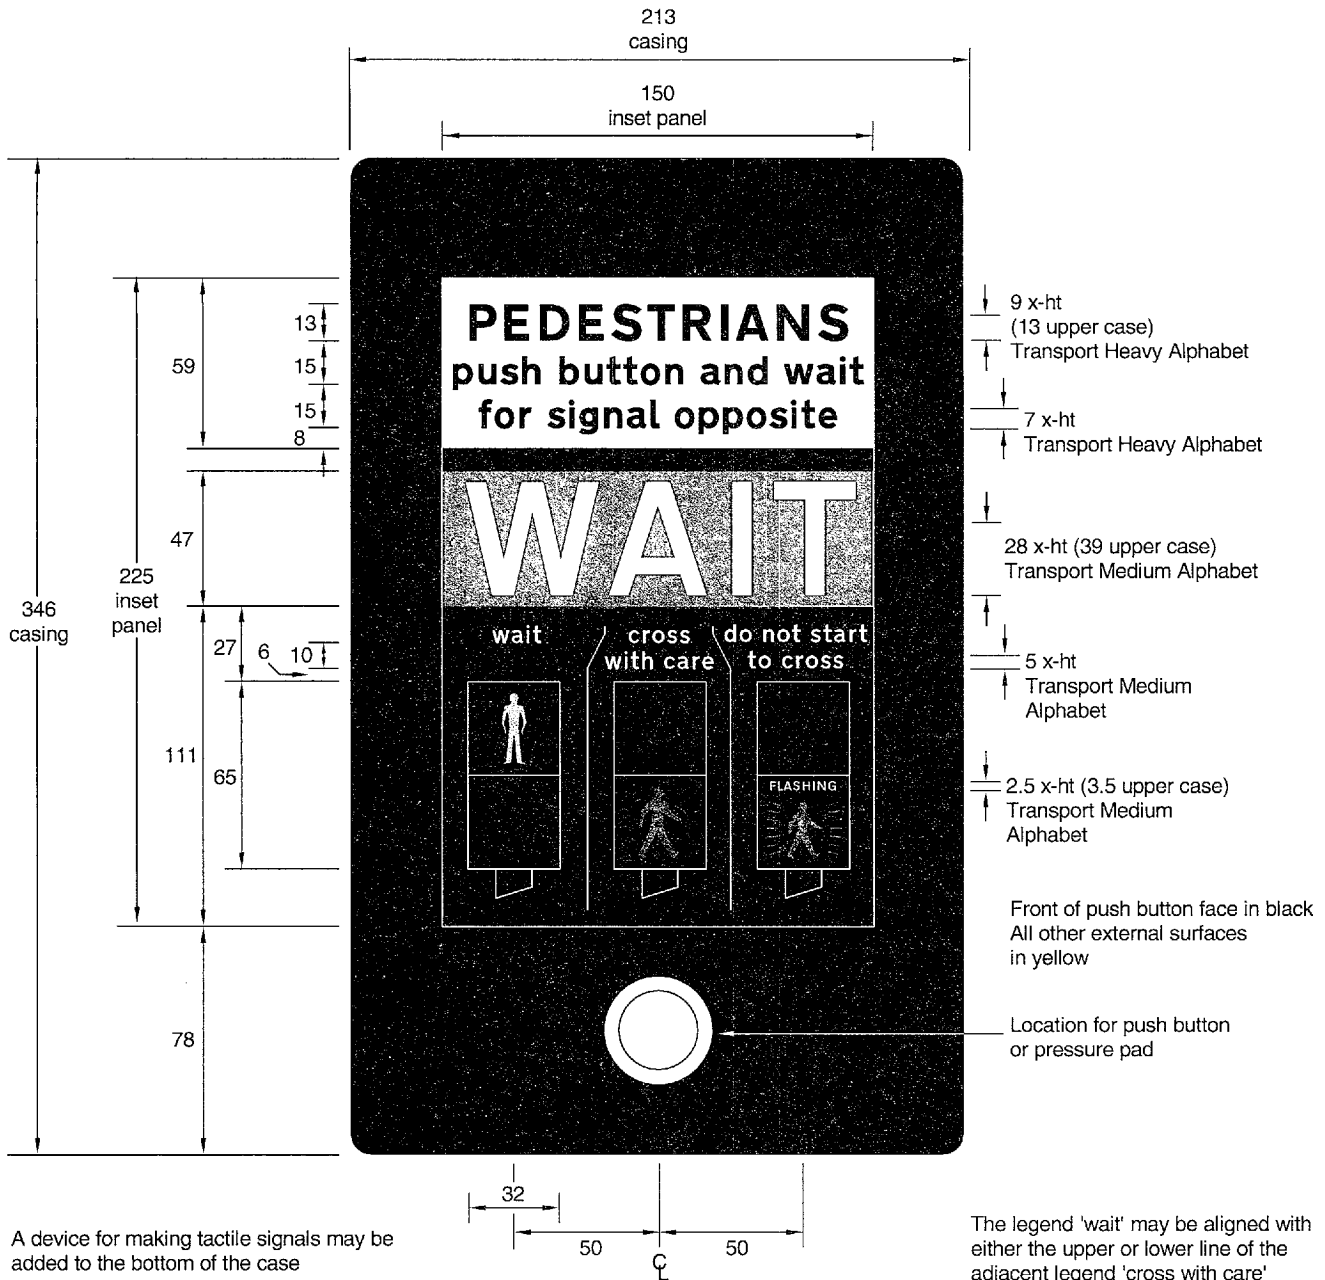 213
casing
150
inset panel
PEDESTRIANS
push button and wait
for signal opposite
WAIT
wait
cross
with care
do not start
to cross
FLASHING
346
casing
225
inset
panel
59
47
111
78
13
15
15
8
27
6
10
65
9 x-ht
(13 upper case)
Transport Heavy Alphabet
7 x-ht
Transport Heavy Alphabet
28 x-ht (39 upper case)
Transport Medium Alphabet
5 x-ht
Transport Medium
Alphabet
2.5 x-ht (3.5 upper case)
Transport Medium
Alphabet
Front of push button face in black
All other external surfaces
in yellow
Location for push button
or pressure pad
32
50
50
CL
A device for making tactile signals may be
added to the bottom of the case
The legend 'wait' may be aligned with
either the upper or lower line of the
adjacent legend 'cross with care'